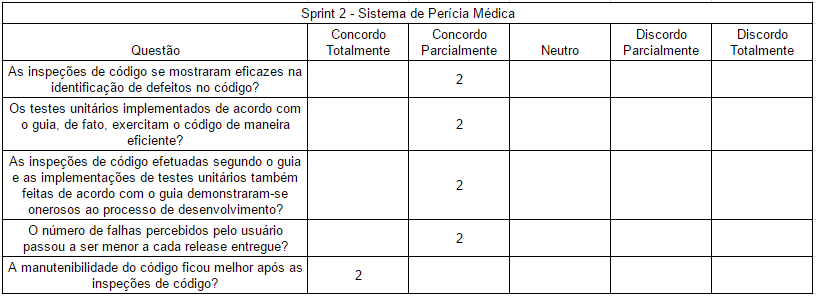 Sprint 2 - Sistema de Perícia Médica
Questão
Concordo
Totalmente
Concordo
Parcialmente
Neutro
Discordo
Parcialmente
Discordo
Totalmente
As inspeções de código se mostraram eficazes na
identificação de defeitos no código?
2
Os testes unitários implementados de acordo com
o guia, de fato, exercitam o código de maneira
eficiente?
2
As inspeções de código efetuadas segundo o guia
e as implementações de testes unitários também
feitas de acordo com o guia demonstraram-se
onerosos ao processo de desenvolvimento?
2
O número de falhas percebidos pelo usuário
passou a ser menor a cada release entregue?
2
A manutenibilidade do código ficou melhor após as
inspeções de código?
2